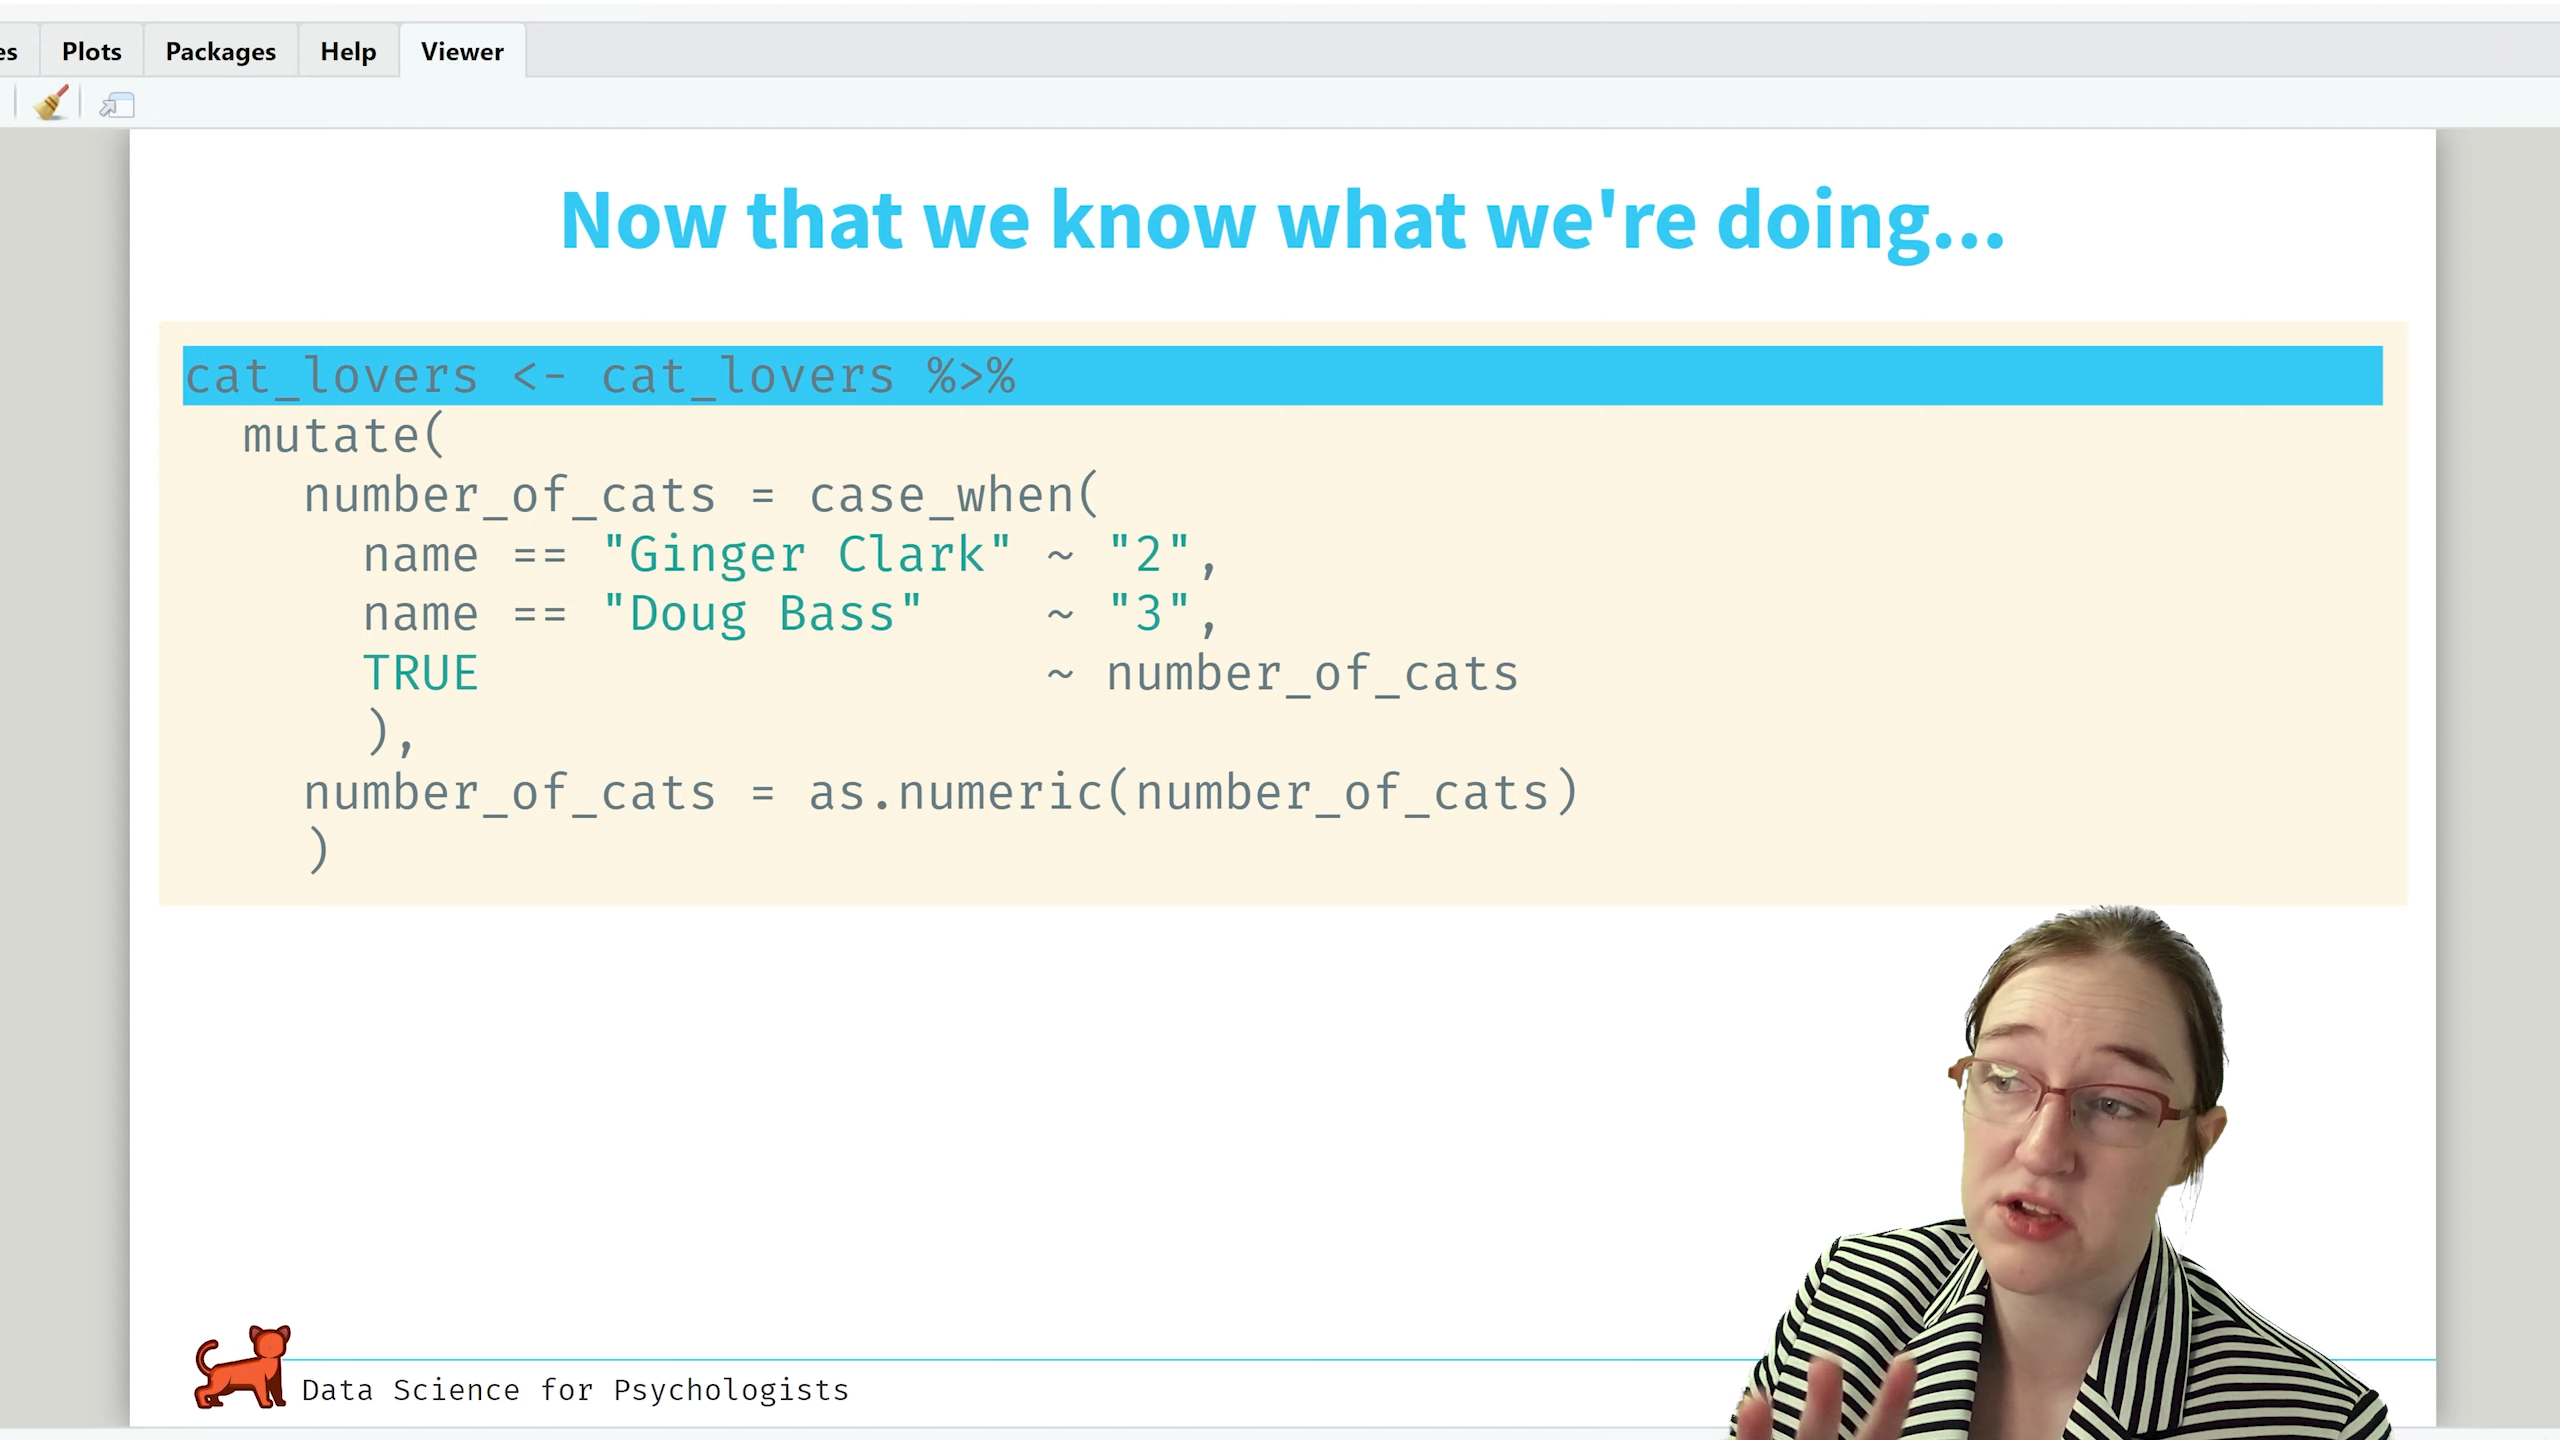 es Plots Packages Help Viewer
Now that we know what we're doing...
cat_lovers <- cat_lovers %>%
  mutate(
    number_of_cats = case_when(
      name == "Ginger Clark" ~ "2",
      name == "Doug Bass"    ~ "3",
      TRUE                   ~ number_of_cats
      ),
    number_of_cats = as.numeric(number_of_cats)
    )
Data Science for Psychologists